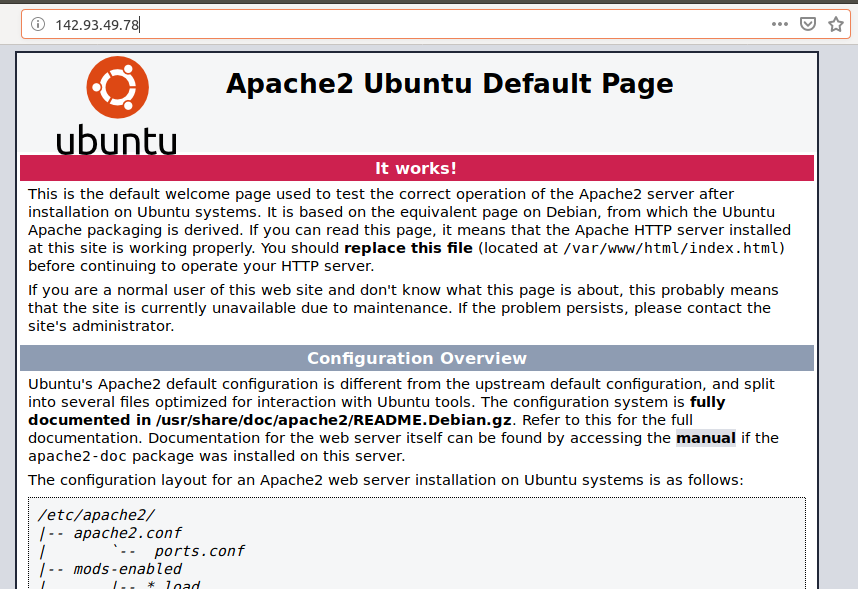 142.93.49.78
Apache2 Ubuntu Default Page
ubuntu
It works!
This is the default welcome page used to test the correct operation of the Apache2 server after
installation on Ubuntu systems. It is based on the equivalent page on Debian, from which the Ubuntu
Apache packaging is derived. If you can read this page, it means that the Apache HTTP server installed
at this site is working properly. You should replace this file (located at /var/www/html/index.html)
before continuing to operate your HTTP server.
If you are a normal user of this web site and don't know what this page is about, this probably means
that the site is currently unavailable due to maintenance. If the problem persists, please contact the
site's administrator.
Configuration Overview
Ubuntu's Apache2 default configuration is different from the upstream default configuration, and split
into several files optimized for interaction with Ubuntu tools. The configuration system is fully
documented in /usr/share/doc/apache2/README.Debian.gz. Refer to this for the full
documentation. Documentation for the web server itself can be found by accessing the manual if the
apache2-doc package was installed on this server.
The configuration layout for an Apache2 web server installation on Ubuntu systems is as follows:
/etc/apache2/
|-- apache2.conf
|       `--  ports.conf
|-- mods-enabled
|       |-- *.load